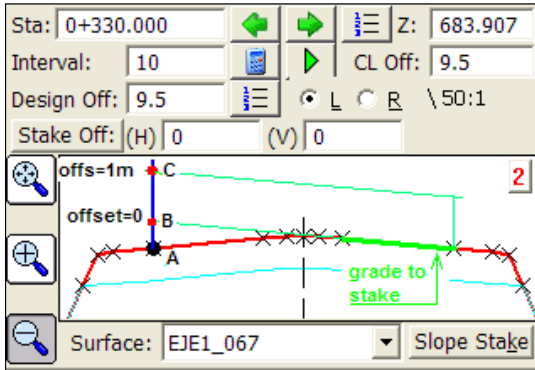 Sta: 0+330.000 Z: 683.907
Interval: 10 CL Off: 9.5
Design Off: 9.5 L R \ 50:1
Stake Off: (H) 0 (V) 0
offs=1m C 2
offset=0 B
A
grade to
stake
Surface: EJE1_067 Slope Stake